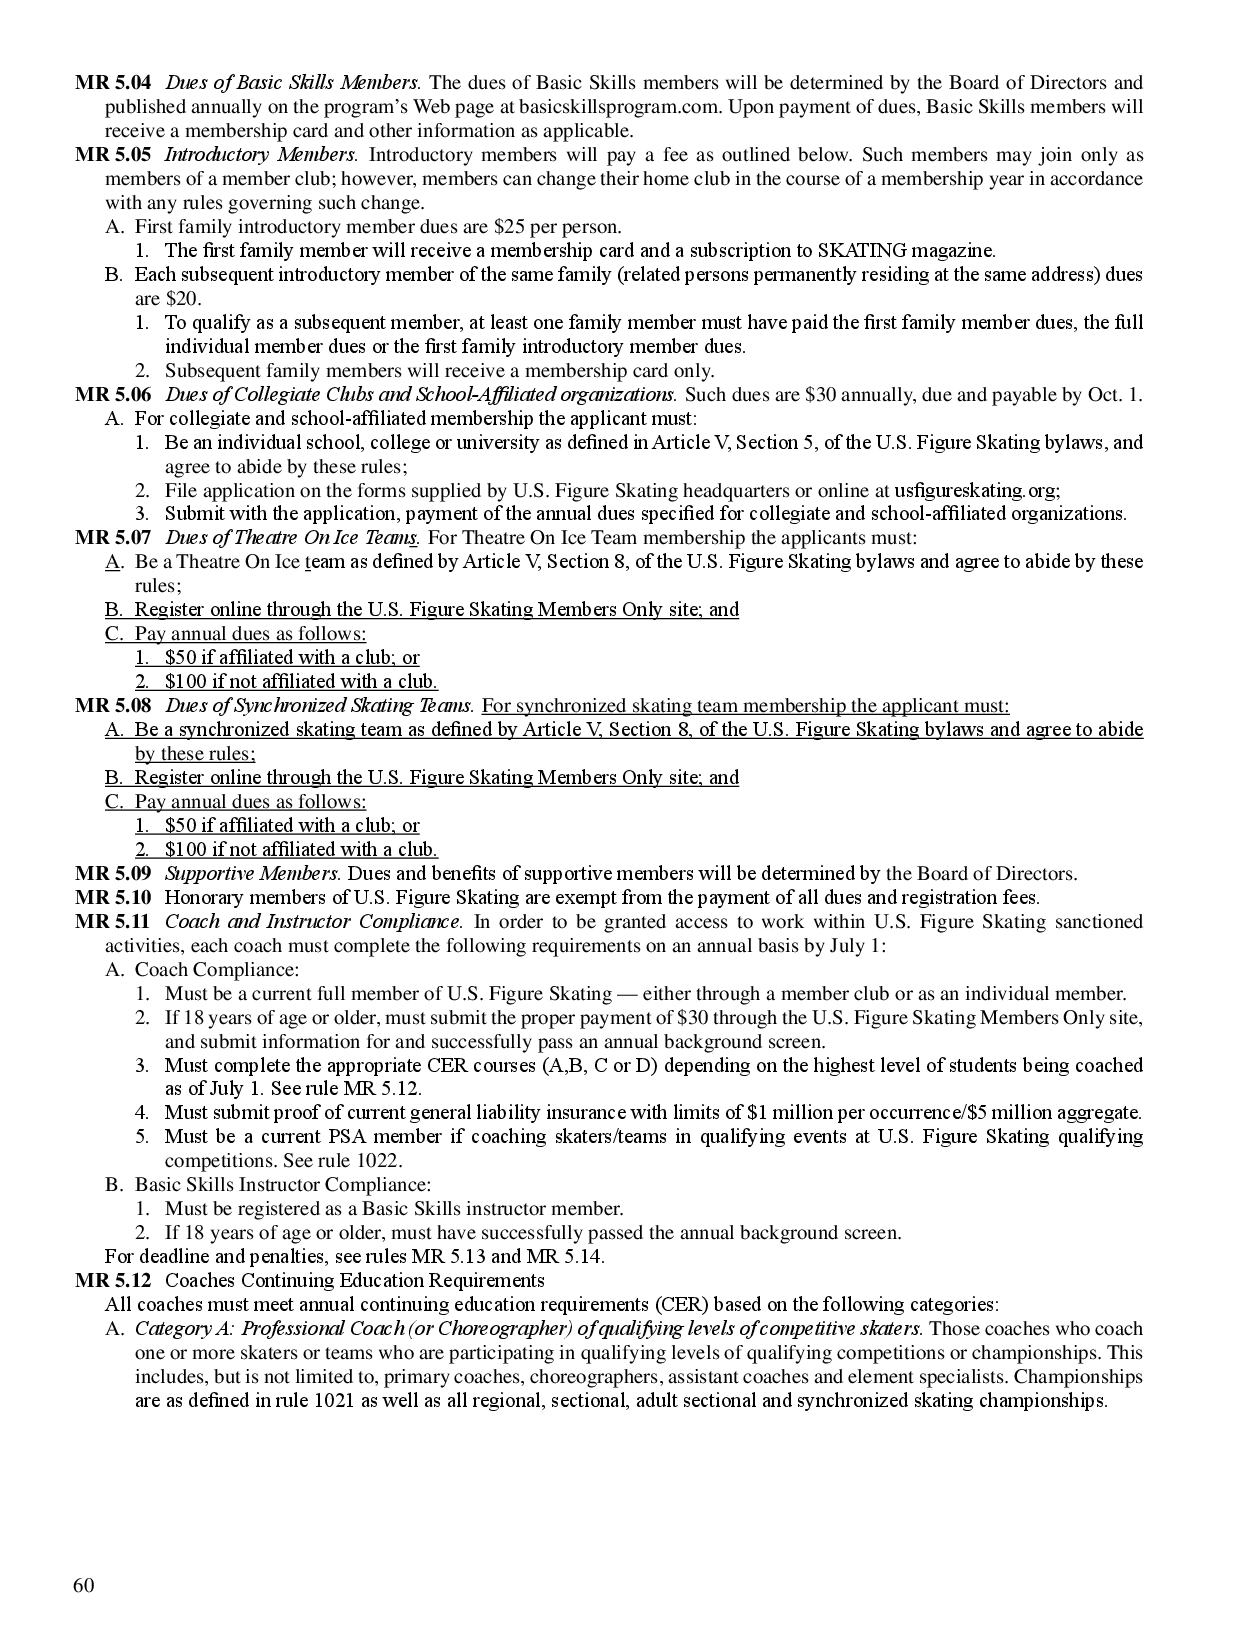 MR 5.04 Dues of Basic Skills Members. The dues of Basic Skills members will be determined by the Board of Directors and
published annually on the program's Web page at basicskillsprogram.com. Upon payment of dues, Basic Skills members will
receive a membership card and other information as applicable.
MR 5.05 Introductory Members. Introductory members will pay a fee as outlined below. Such members may join only as
members of a member club; however, members can change their home club in the course of a membership year in accordance
with any rules governing such change.
A. First family introductory member dues are $25 per person.
1. The first family member will receive a membership card and a subscription to SKATING magazine.
B. Each subsequent introductory member of the same family (related persons permanently residing at the same address) dues
are $20.
1. To qualify as a subsequent member, at least one family member must have paid the first family member dues, the full
individual member dues or the first family introductory member dues.
2. Subsequent family members will receive a membership card only.
MR 5.06 Dues of Collegiate Clubs and School-Affiliated organizations. Such dues are $30 annually, due and payable by Oct. 1.
A. For collegiate and school-affiliated membership the applicant must:
1. Be an individual school, college or university as defined in Article V, Section 5, of the U.S. Figure Skating bylaws, and
agree to abide by these rules;
2. File application on the forms supplied by U.S. Figure Skating headquarters or online at usfigureskating.org;
3. Submit with the application, payment of the annual dues specified for collegiate and school-affiliated organizations.
MR 5.07 Dues of Theatre On Ice Teams. For Theatre On Ice Team membership the applicants must:
A. Be a Theatre On Ice team as defined by Article V, Section 8, of the U.S. Figure Skating bylaws and agree to abide by these
rules;
B. Register online through the U.S. Figure Skating Members Only site; and
C. Pay annual dues as follows:
1. $50 if affiliated with a club; or
2. $100 if not affiliated with a club.
MR 5.08 Dues of Synchronized Skating Teams. For synchronized skating team membership the applicant must:
A. Be a synchronized skating team as defined by Article V, Section 8, of the U.S. Figure Skating bylaws and agree to abide
by these rules;
B. Register online through the U.S. Figure Skating Members Only site; and
C. Pay annual dues as follows:
1. $50 if affiliated with a club; or
2. $100 if not affiliated with a club.
MR 5.09 Supportive Members. Dues and benefits of supportive members will be determined by the Board of Directors.
MR 5.10 Honorary members of U.S. Figure Skating are exempt from the payment of all dues and registration fees.
MR 5.11 Coach and Instructor Compliance. In order to be granted access to work within U.S. Figure Skating sanctioned
activities, each coach must complete the following requirements on an annual basis by July 1:
A. Coach Compliance:
1. Must be a current full member of U.S. Figure Skating — either through a member club or as an individual member.
2. If 18 years of age or older, must submit the proper payment of $30 through the U.S. Figure Skating Members Only site,
and submit information for and successfully pass an annual background screen.
3. Must complete the appropriate CER courses (A,B, C or D) depending on the highest level of students being coached
as of July 1. See rule MR 5.12.
4. Must submit proof of current general liability insurance with limits of $1 million per occurrence/$5 million aggregate.
5. Must be a current PSA member if coaching skaters/teams in qualifying events at U.S. Figure Skating qualifying
competitions. See rule 1022.
B. Basic Skills Instructor Compliance:
1. Must be registered as a Basic Skills instructor member.
2. If 18 years of age or older, must have successfully passed the annual background screen.
For deadline and penalties, see rules MR 5.13 and MR 5.14.
MR 5.12 Coaches Continuing Education Requirements
All coaches must meet annual continuing education requirements (CER) based on the following categories:
A. Category A: Professional Coach (or Choreographer) of qualifying levels of competitive skaters. Those coaches who coach
one or more skaters or teams who are participating in qualifying levels of qualifying competitions or championships. This
includes, but is not limited to, primary coaches, choreographers, assistant coaches and element specialists. Championships
are as defined in rule 1021 as well as all regional, sectional, adult sectional and synchronized skating championships.
60